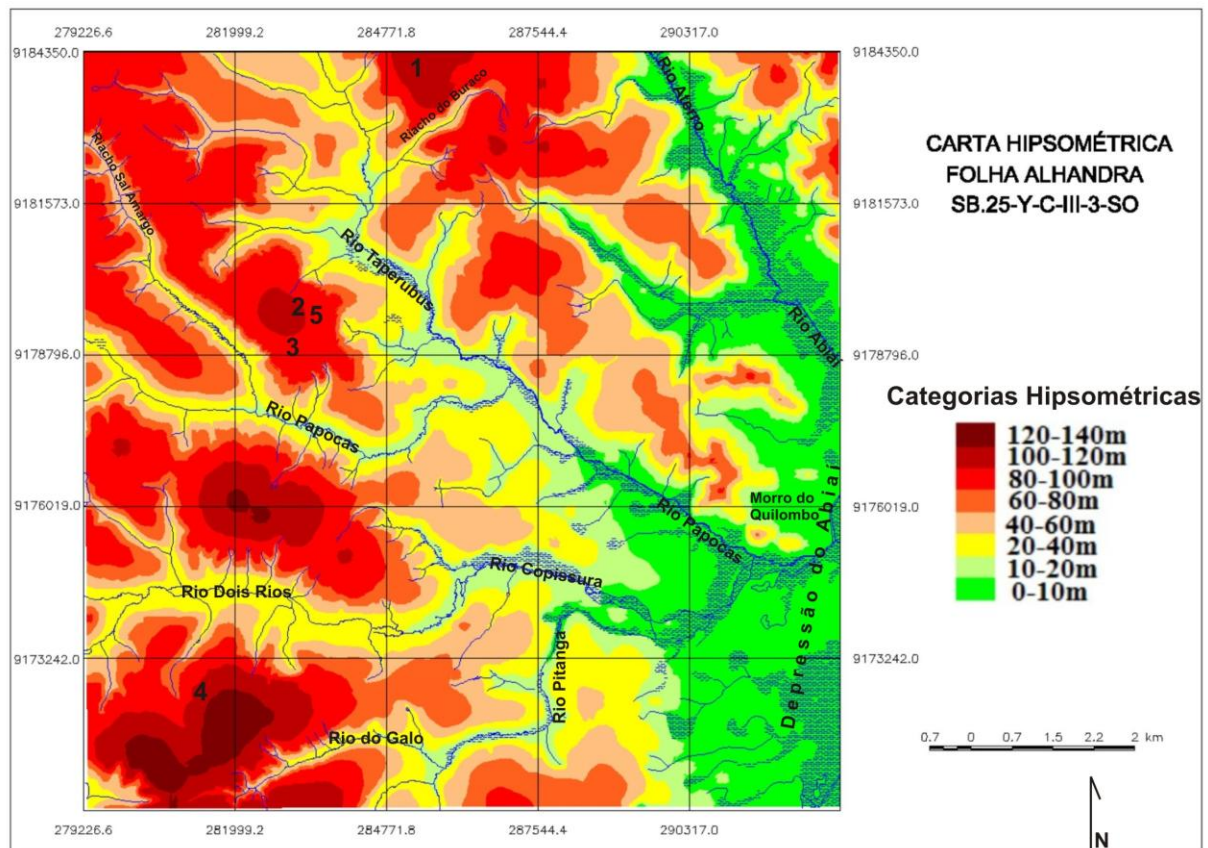 279226.6 281999.2 284771.8 287544.4 290317.0
9184350.0 9184350.0
1
Rio Aterro
Riacho do Buraco
Riacho Sal Amargo
CARTA HIPSOMÉTRICA
FOLHA ALHANDRA
SB.25-Y-C-III-3-SO
9181573.0 9181573.0
Rio Taperubus
2 5
3
Rio Abiaí
9178796.0 9178796.0
Categorias Hipsométricas
120-140m
100-120m
80-100m
60-80m
40-60m
20-40m
10-20m
0-10m
Rio Papocas
9176019.0 9176019.0
Morro do
Quilombo
Rio Papocas
Depressão do Abiaí
Rio Copissura
Rio Dois Rios
9173242.0 9173242.0
Rio Pitanga
4
Rio do Galo
0.7 0 0.7 1.5 2.2 2 km
279226.6 281999.2 284771.8 287544.4 290317.0
N